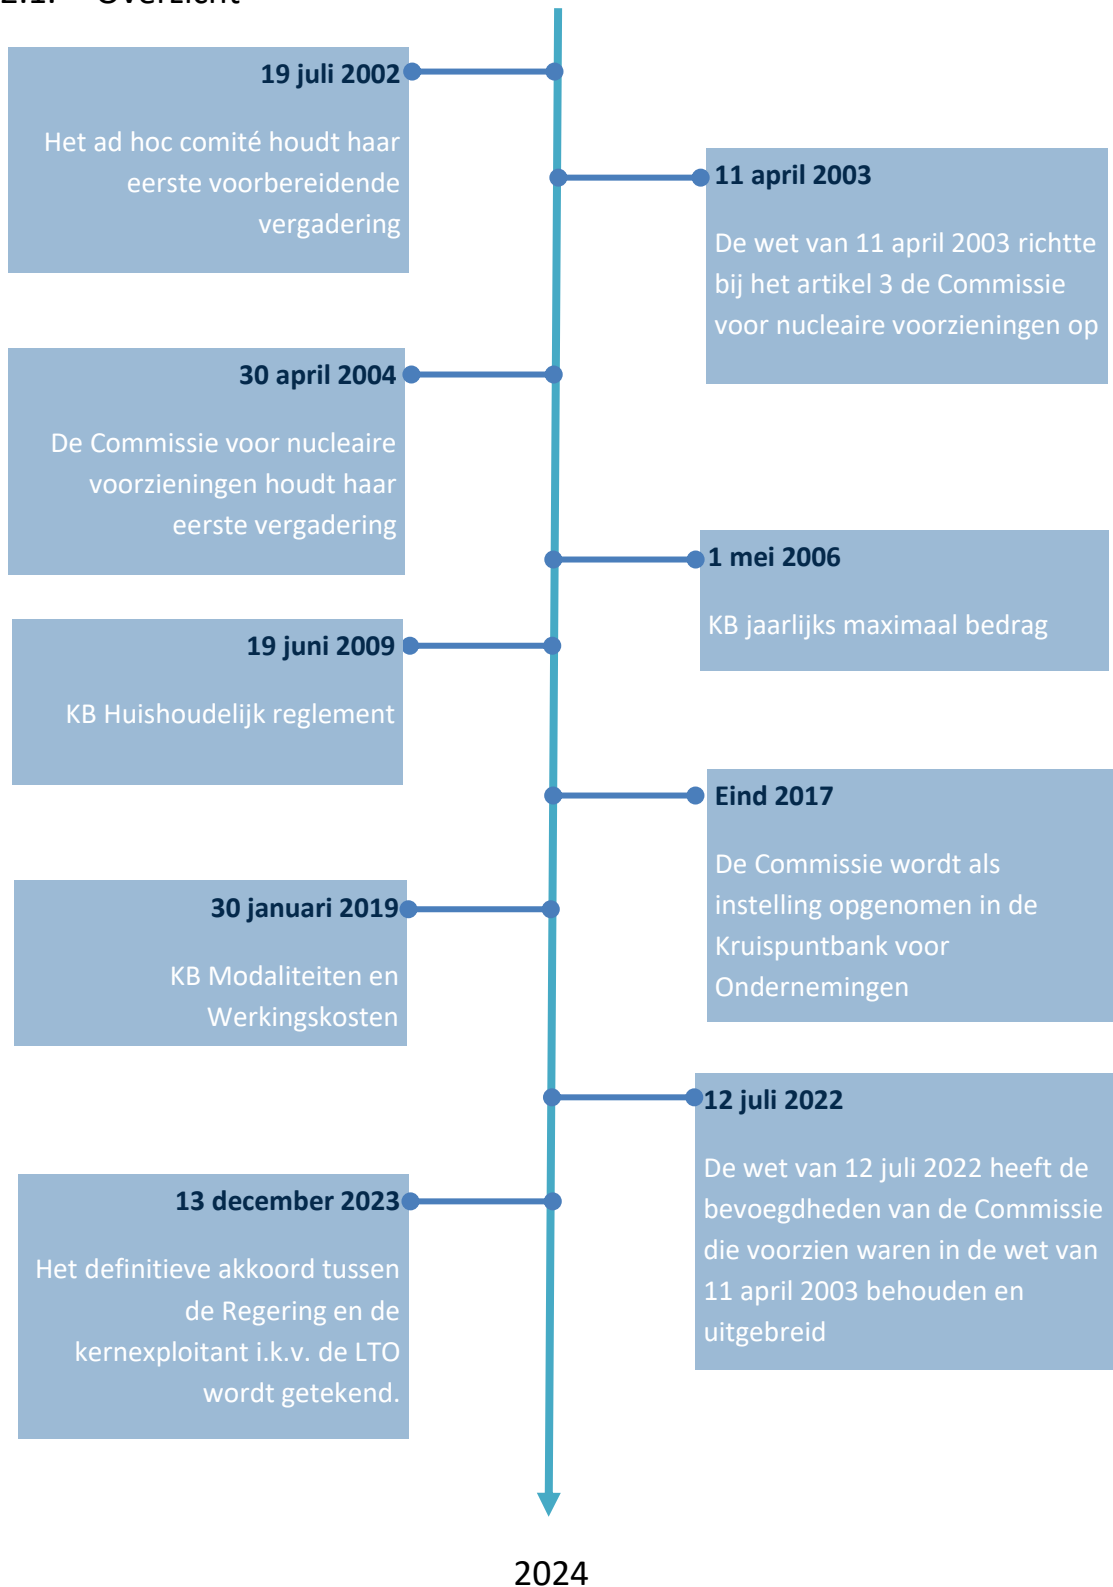 2.1. Overzicht
19 juli 2002
Het ad hoc comité houdt haar
eerste voorbereidende
vergadering
11 april 2003
De wet van 11 april 2003 richtte
bij het artikel 3 de Commissie
voor nucleaire voorzieningen op
30 april 2004
De Commissie voor nucleaire
voorzieningen houdt haar
eerste vergadering
1 mei 2006
KB jaarlijks maximaal bedrag
19 juni 2009
KB Huishoudelijk reglement
Eind 2017
De Commissie wordt als
instelling opgenomen in de
Kruispuntbank voor
Ondernemingen
30 januari 2019
KB Modaliteiten en
Werkingskosten
12 juli 2022
De wet van 12 juli 2022 heeft de
bevoegdheden van de Commissie
die voorzien waren in de wet van
11 april 2003 behouden en
uitgebreid
13 december 2023
Het definitieve akkoord tussen
de Regering en de
kernexploitant i.k.v. de LTO
wordt getekend.
2024